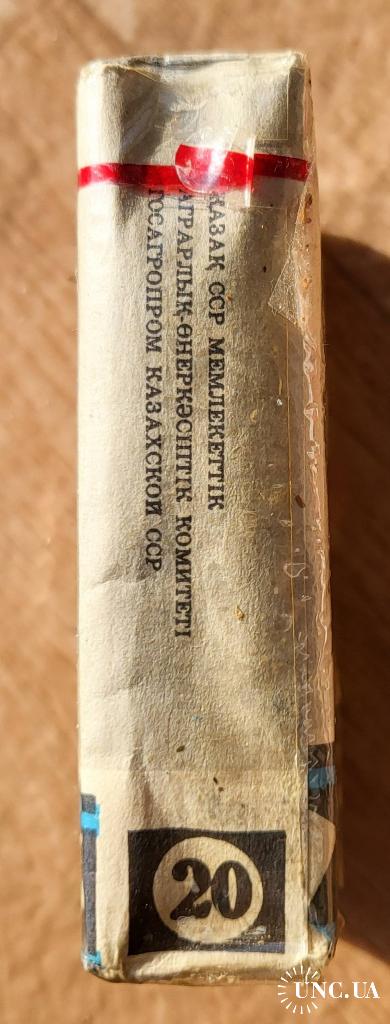 ҚАЗАҚ ССР МЕМЛЕКЕТТІК
АГРАРЛЫҚ-ӨНЕРКӘСІПТІК КОМИТЕТІ
ГОСАГРОПРОМ КАЗАХСКОЙ ССР
20
UNC.UA